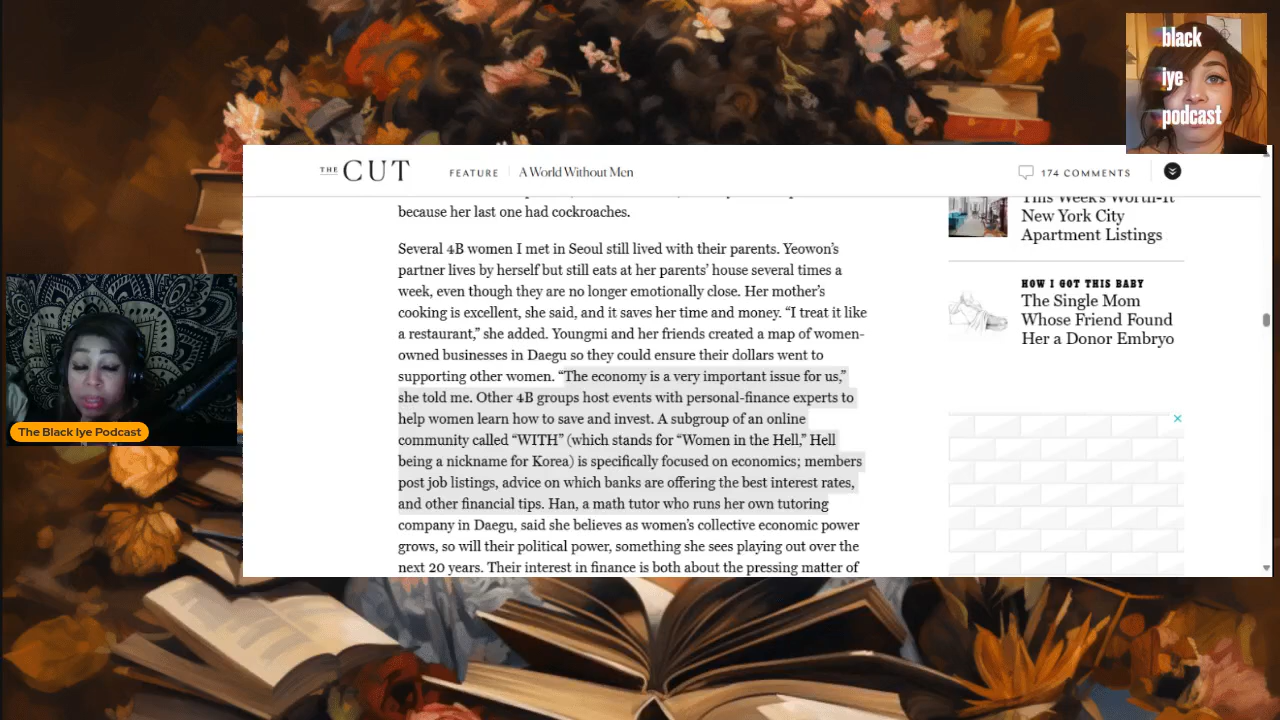 black
iye
podcast
THE CUT
FEATURE
A World Without Men
174 COMMENTS
because her last one had cockroaches.
Several 4B women I met in Seoul still lived with their parents. Yeowon’s
partner lives by herself but still eats at her parents’ house several times a
week, even though they are no longer emotionally close. Her mother’s
cooking is excellent, she said, and it saves her time and money. “I treat it like
a restaurant,” she added. Youngmi and her friends created a map of women-
owned businesses in Daegu so they could ensure their dollars went to
supporting other women. “The economy is a very important issue for us,”
she told me. Other 4B groups host events with personal-finance experts to
help women learn how to save and invest. A subgroup of an online
community called “WITH” (which stands for “Women in the Hell,” Hell
being a nickname for Korea) is specifically focused on economics; members
post job listings, advice on which banks are offering the best interest rates,
and other financial tips. Han, a math tutor who runs her own tutoring
company in Daegu, said she believes as women’s collective economic power
grows, so will their political power, something she sees playing out over the
next 20 years. Their interest in finance is both about the pressing matter of
This Week’s Worth-It
New York City
Apartment Listings
HOW I GOT THIS BABY
The Single Mom
Whose Friend Found
Her a Donor Embryo
The Black Iye Podcast